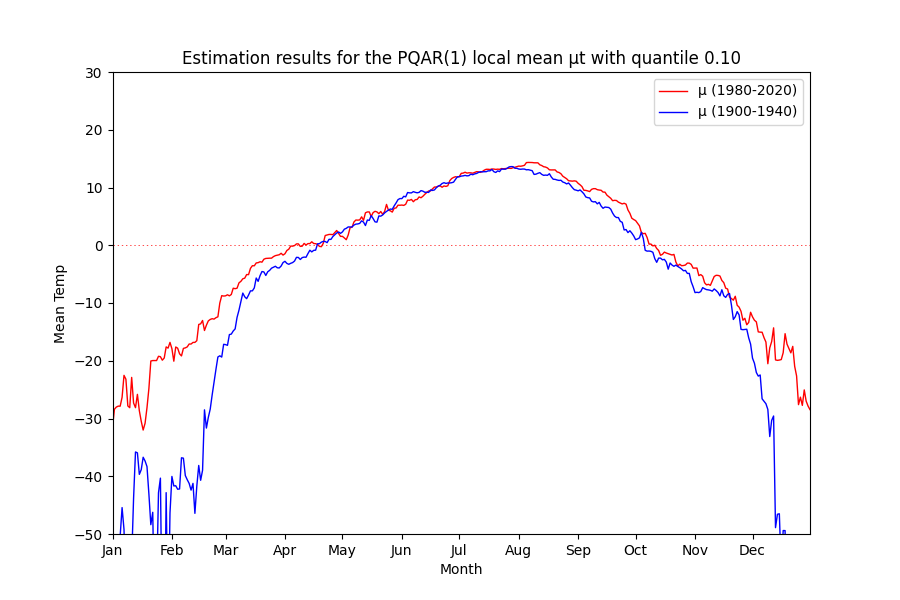 Estimation results for the PQAR(1) local mean μt with quantile 0.10
μ (1980-2020)
μ (1900-1940)
30
20
10
0
−10
−20
−30
−40
−50
Mean Temp
Jan Feb Mar Apr May Jun Jul Aug Sep Oct Nov Dec
Month